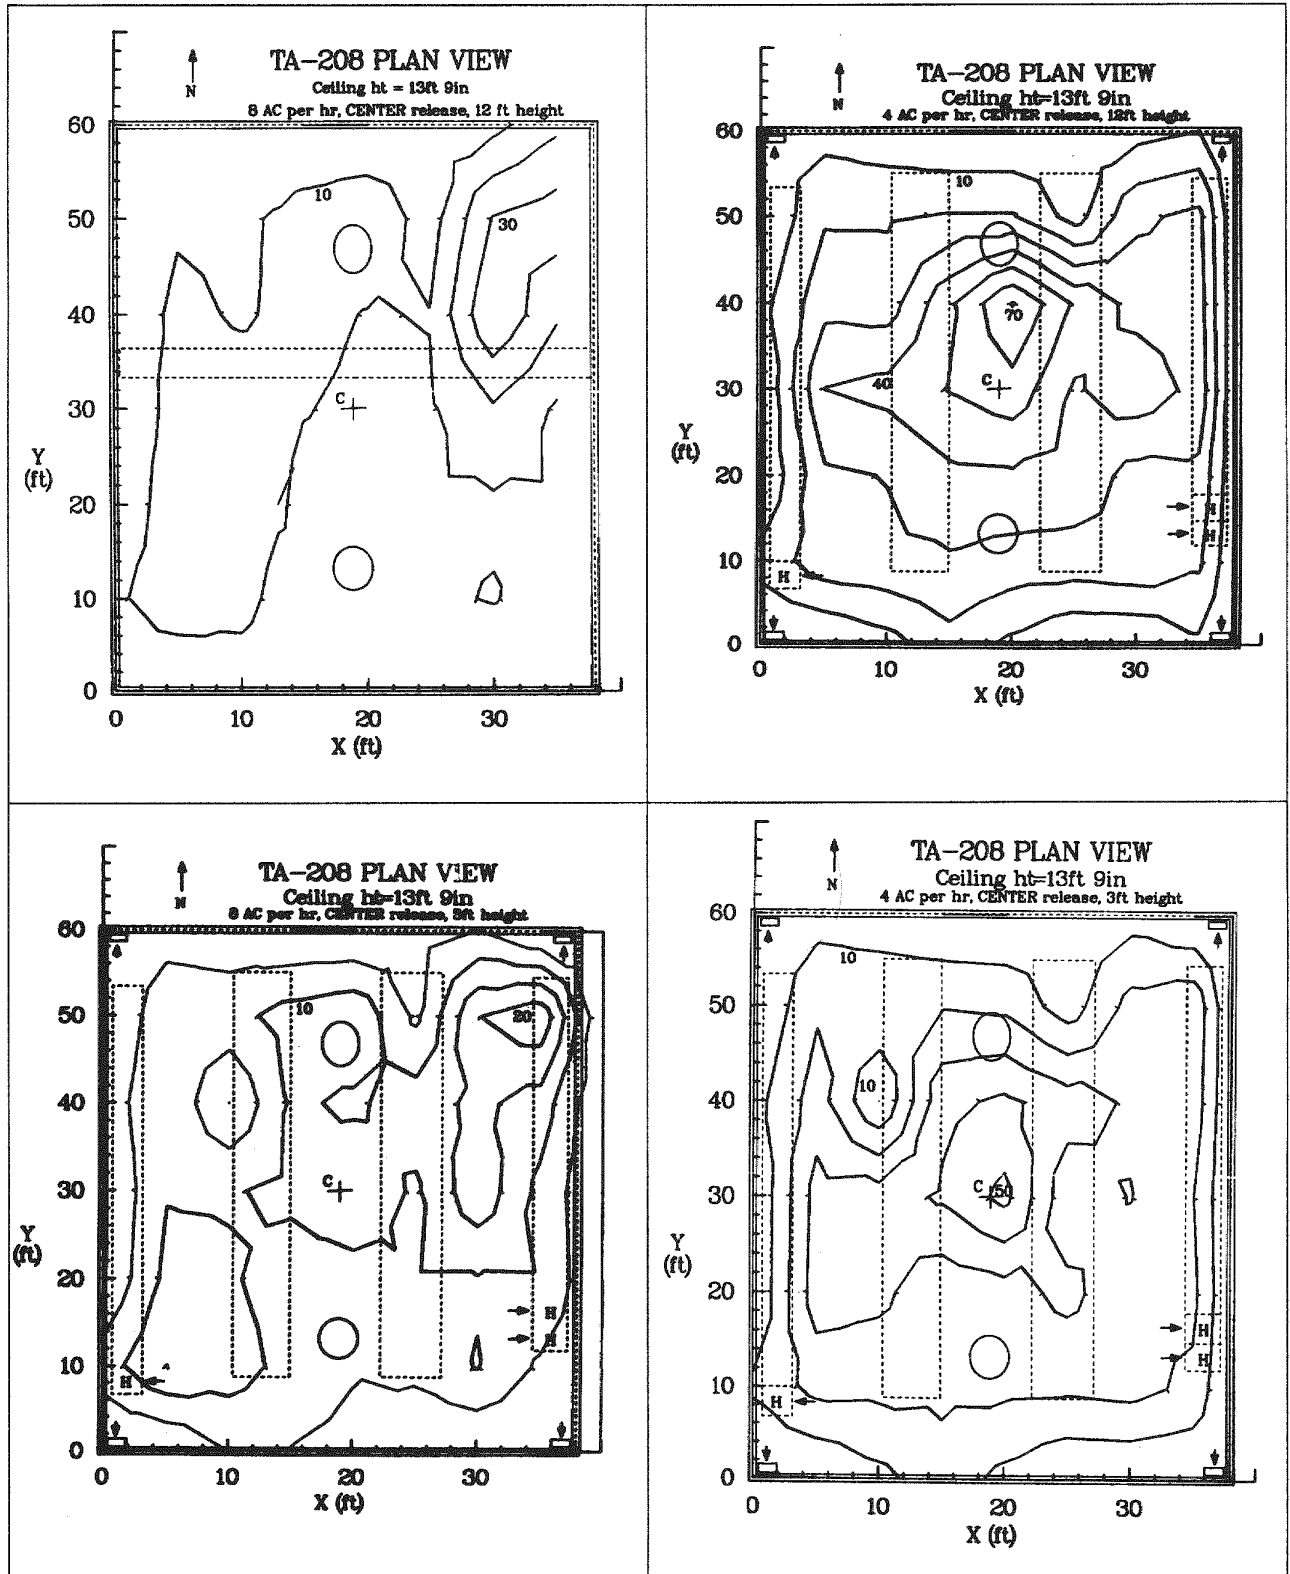 TA-208 PLAN VIEW
N
Ceiling ht = 13ft 9in
8 AC per hr, CENTER release, 12 ft height
60
50
40
30
20
10
0
Y
(ft)
10
30
C
0 10 20 30
X (ft)
TA-208 PLAN VIEW
N
Ceiling ht=13ft 9in
4 AC per hr, CENTER release, 12ft height
60
50
40
30
20
10
0
Y
(ft)
10
70
40
C
H
H
H
0 10 20 30
X (ft)
TA-208 PLAN VIEW
N
Ceiling ht=13ft 9in
8 AC per hr, CENTER release, 3ft height
60
50
40
30
20
10
0
Y
(ft)
10
20
C
H
H
H
0 10 20 30
X (ft)
TA-208 PLAN VIEW
N
Ceiling ht=13ft 9in
4 AC per hr, CENTER release, 3ft height
60
50
40
30
20
10
0
Y
(ft)
10
10
C 50
H
H
H
0 10 20 30
X (ft)